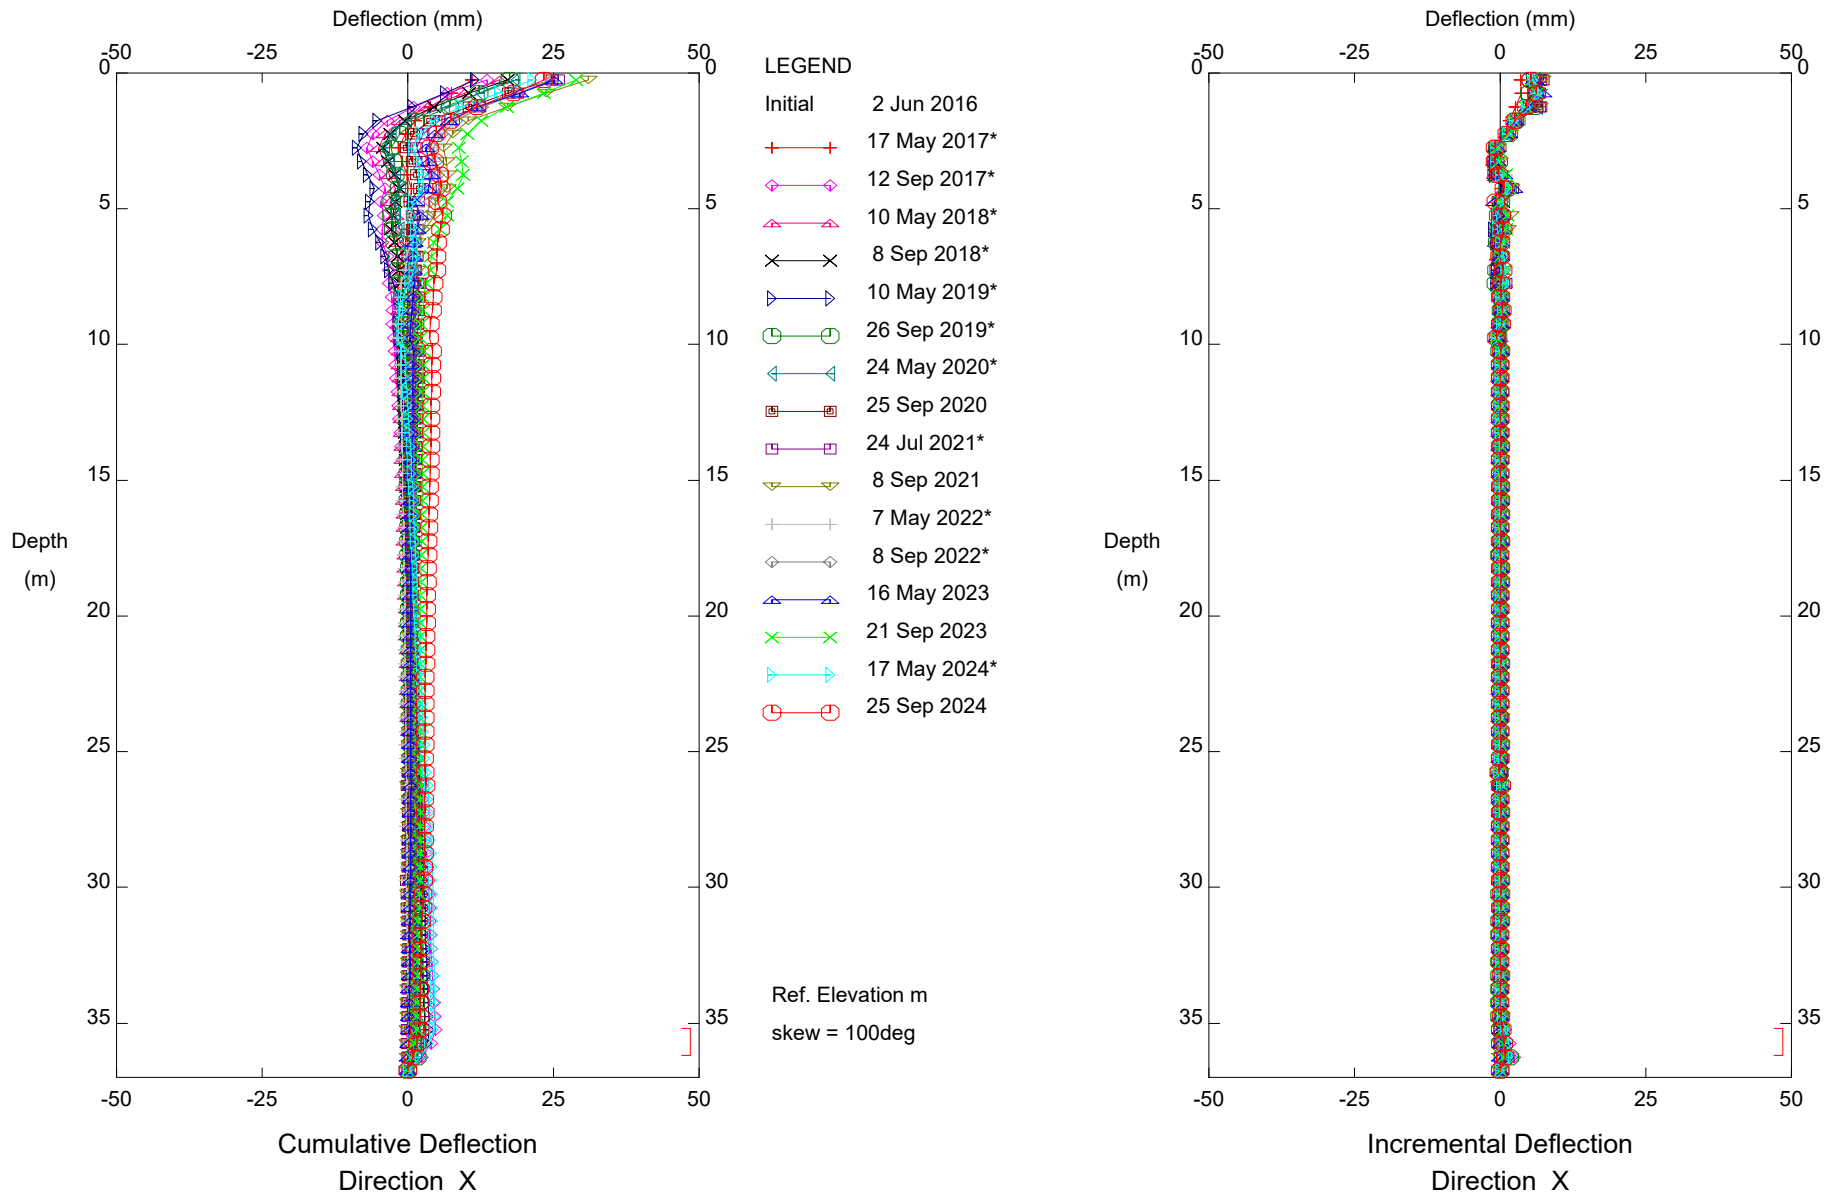 Deflection (mm)
-50 -25 0 25 50
0 0
5 5
10 10
15 15
20 20
25 25
30 30
35 35
Depth
(m)
-50 -25 0 25 50
Cumulative Deflection
Direction X
LEGEND
Initial 2 Jun 2016
17 May 2017*
12 Sep 2017*
10 May 2018*
8 Sep 2018*
10 May 2019*
26 Sep 2019*
24 May 2020*
25 Sep 2020
24 Jul 2021*
8 Sep 2021
7 May 2022*
8 Sep 2022*
16 May 2023
21 Sep 2023
17 May 2024*
25 Sep 2024
Ref. Elevation m
skew = 100deg
Deflection (mm)
-50 -25 0 25 50
0 0
5 5
10 10
15 15
20 20
25 25
30 30
35 35
Depth
(m)
-50 -25 0 25 50
Incremental Deflection
Direction X